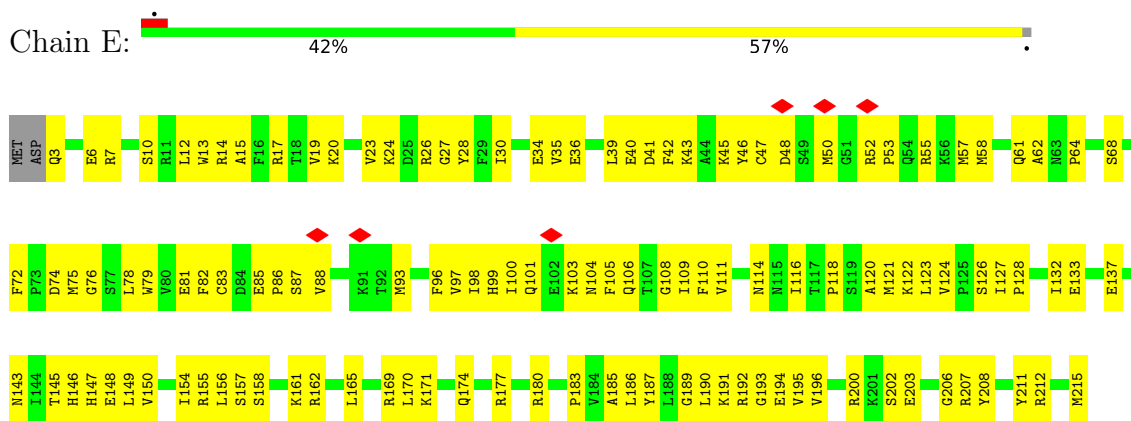 Chain E:
42% 57%
MET ASP Q3 E6 R7 S10 R11 L12 W13 R14 A15 F16 R17 T18 V19 K20 V23 K24 D25 R26 G27 Y28 F29 I30 E34 V35 E36 L39 E40 D41 F42 K43 A44 K45 Y46 C47 D48 S49 M50 G51 R52 P53 Q54 R55 K56 M57 M58 Q61 A62 N63 P64 S68
F72 P73 D74 M75 G76 S77 L78 W79 V80 E81 F82 C83 D84 E85 P86 S87 V88 K91 T92 M93 F96 V97 I98 H99 I100 Q101 E102 K103 N104 F105 Q106 T107 G108 I109 F110 V111 N114 N115 I116 T117 P118 S119 A120 M121 K122 L123 V124 P125 S126 I127 P128 I132 E133 E137
N143 I144 T145 H146 H147 E148 L149 V150 I154 R155 L156 S157 S158 K161 R162 L165 R169 L170 K171 Q174 R177 R180 P183 V184 A185 L186 Y187 L188 G189 L190 K191 R192 G193 E194 V195 V196 R200 K201 S202 E203 G206 R207 Y208 Y211 R212 M215